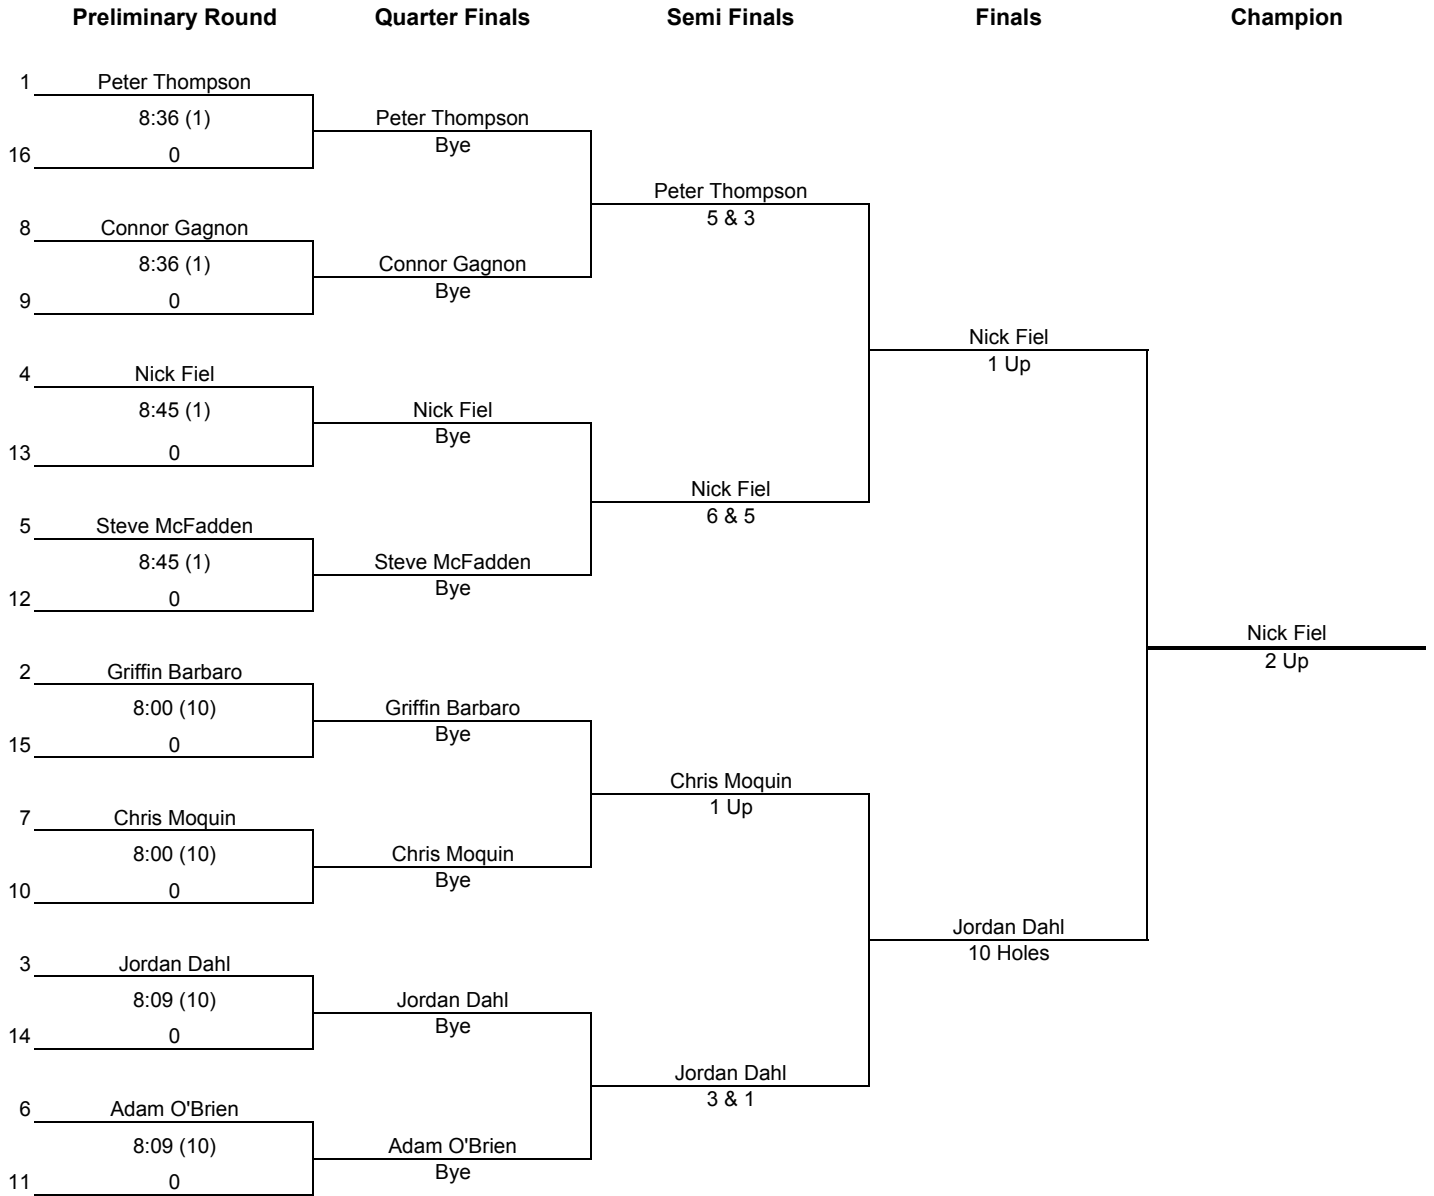 Preliminary Round Quarter Finals Semi Finals Finals Champion
1 Peter Thompson
8:36 (1)
16 0
Peter Thompson
Bye
8 Connor Gagnon
8:36 (1)
9 0
Connor Gagnon
Bye
Peter Thompson
5 & 3
4 Nick Fiel
8:45 (1)
13 0
Nick Fiel
Bye
5 Steve McFadden
8:45 (1)
12 0
Steve McFadden
Bye
Nick Fiel
6 & 5
Nick Fiel
1 Up
2 Griffin Barbaro
8:00 (10)
15 0
Griffin Barbaro
Bye
7 Chris Moquin
8:00 (10)
10 0
Chris Moquin
Bye
Chris Moquin
1 Up
3 Jordan Dahl
8:09 (10)
14 0
Jordan Dahl
Bye
6 Adam O'Brien
8:09 (10)
11 0
Adam O'Brien
Bye
Jordan Dahl
3 & 1
Jordan Dahl
10 Holes
Nick Fiel
2 Up